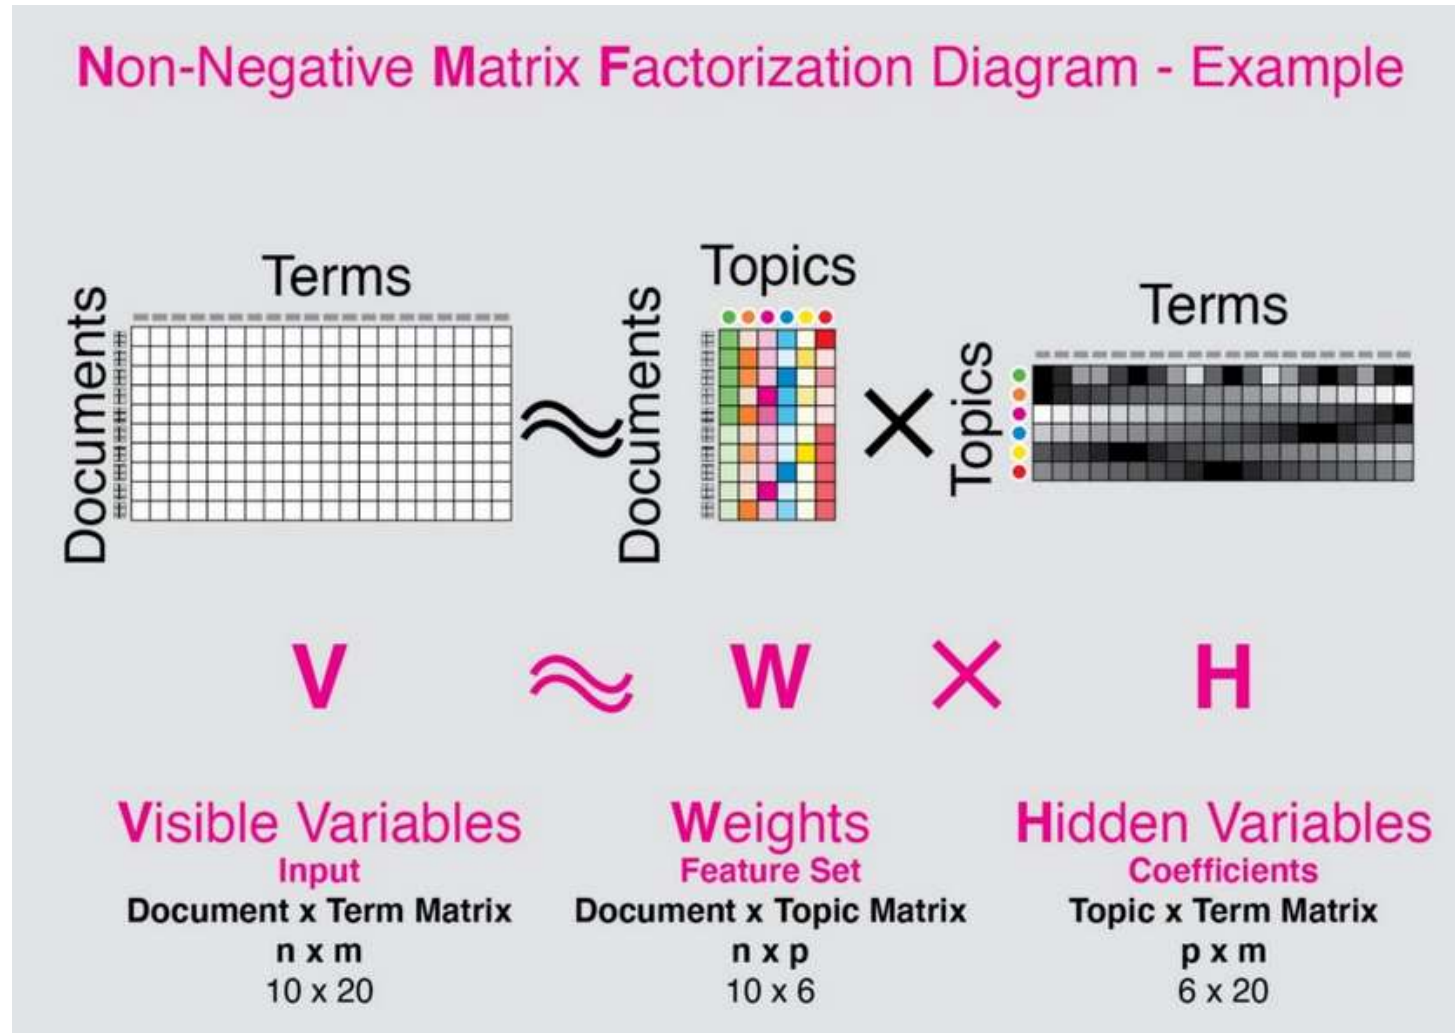 Non-Negative Matrix Factorization Diagram - Example
Terms
Documents
≈
Topics
Documents
×
Terms
Topics
V ≈ W × H
Visible Variables
Input
Document x Term Matrix
n x m
10 x 20
Weights
Feature Set
Document x Topic Matrix
n x p
10 x 6
Hidden Variables
Coefficients
Topic x Term Matrix
p x m
6 x 20